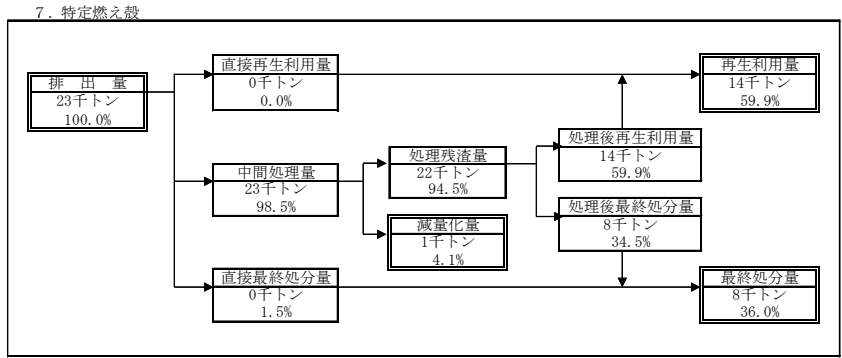 7. 特定燃え殻
排 出 量
23千トン
100.0%
直接再生利用量
0千トン
0.0%
中間処理量
23千トン
98.5%
直接最終処分量
0千トン
1.5%
処理残渣量
22千トン
94.5%
減量化量
1千トン
4.1%
処理後再生利用量
14千トン
59.9%
処理後最終処分量
8千トン
34.5%
再生利用量
14千トン
59.9%
最終処分量
8千トン
36.0%